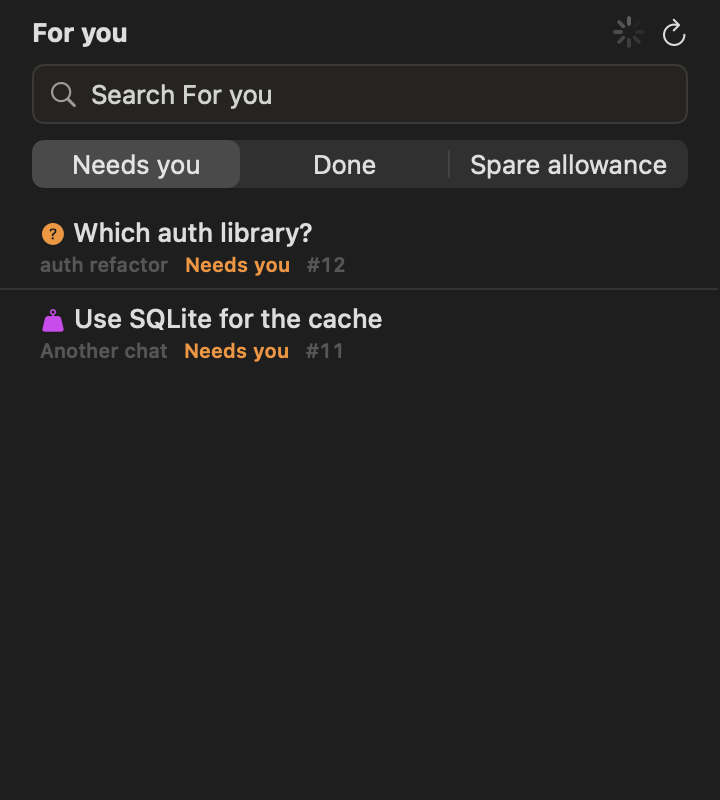 For you
Search For you
Needs you Done Spare allowance
? Which auth library?
auth refactor Needs you #12
Use SQLite for the cache
Another chat Needs you #11